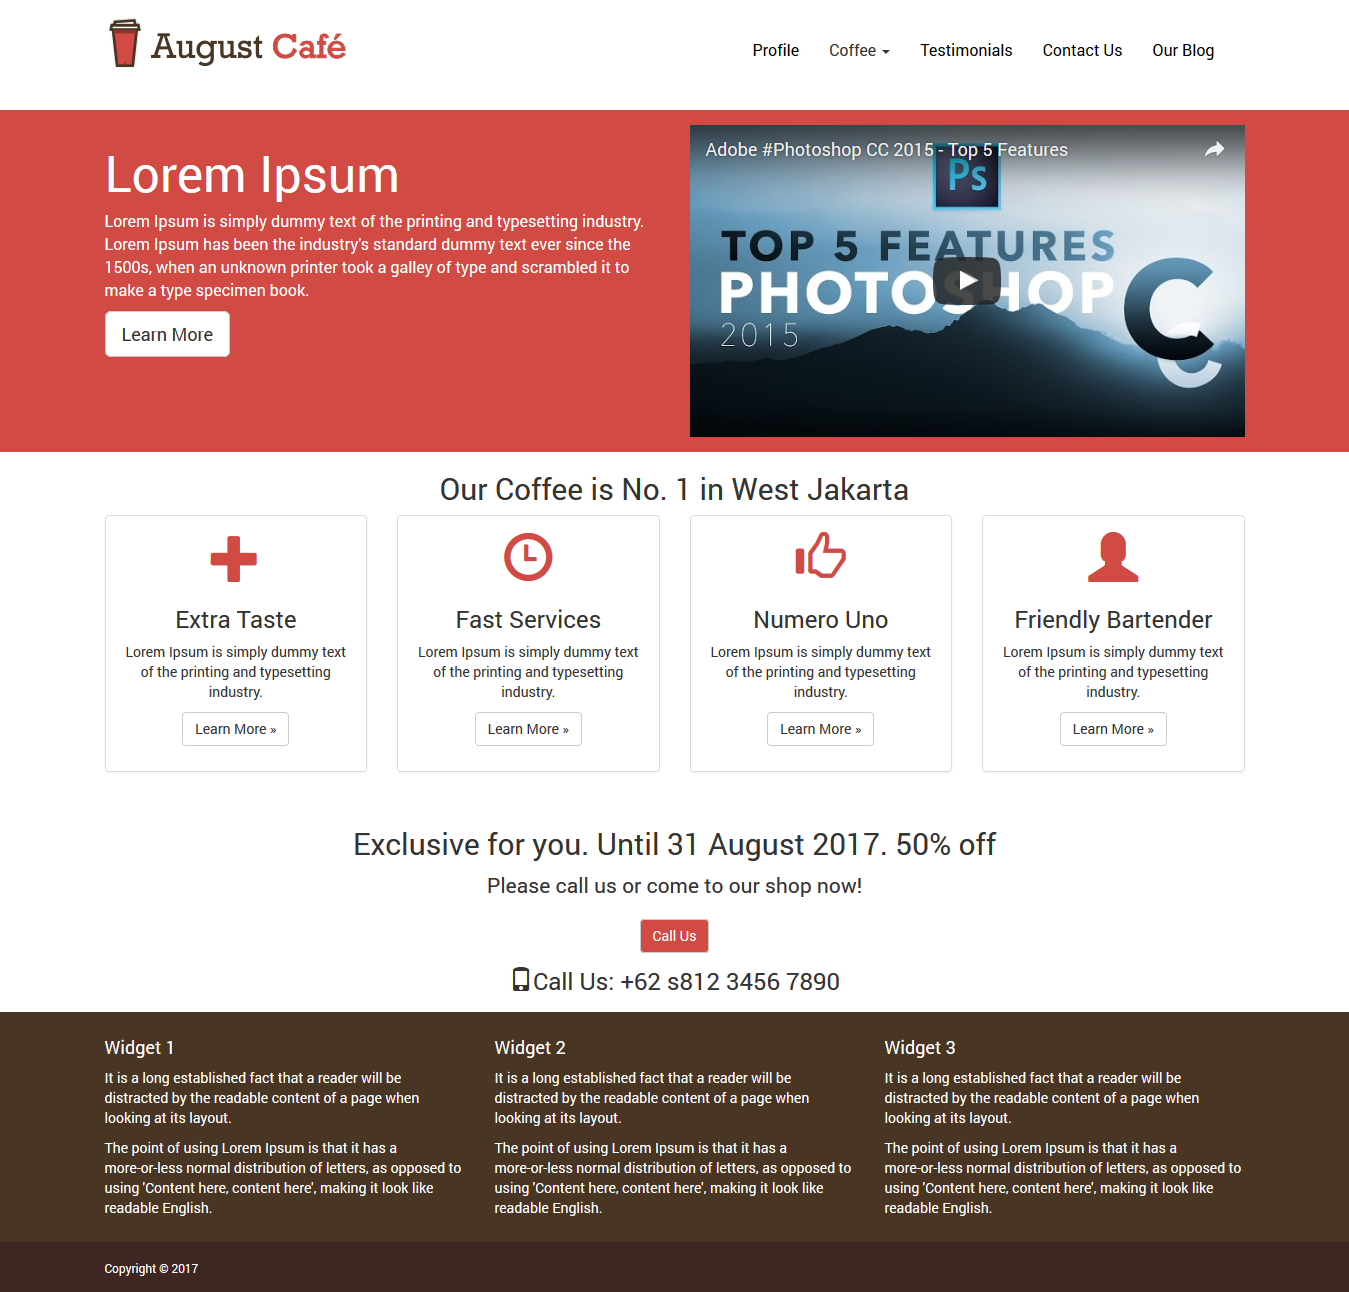 August Café
Profile Coffee Testimonials Contact Us Our Blog
Lorem Ipsum
Lorem Ipsum is simply dummy text of the printing and typesetting industry.
Lorem Ipsum has been the industry's standard dummy text ever since the
1500s, when an unknown printer took a galley of type and scrambled it to
make a type specimen book.
Learn More
Adobe #Photoshop CC 2015 - Top 5 Features
Ps
TOP 5 FEATURES
PHOTOSHOP
2015
CC
Our Coffee is No. 1 in West Jakarta
Extra Taste
Lorem Ipsum is simply dummy text
of the printing and typesetting
industry.
Learn More »
Fast Services
Lorem Ipsum is simply dummy text
of the printing and typesetting
industry.
Learn More »
Numero Uno
Lorem Ipsum is simply dummy text
of the printing and typesetting
industry.
Learn More »
Friendly Bartender
Lorem Ipsum is simply dummy text
of the printing and typesetting
industry.
Learn More »
Exclusive for you. Until 31 August 2017. 50% off
Please call us or come to our shop now!
Call Us
Call Us: +62 s812 3456 7890
Widget 1
It is a long established fact that a reader will be
distracted by the readable content of a page when
looking at its layout.
The point of using Lorem Ipsum is that it has a
more-or-less normal distribution of letters, as opposed to
using 'Content here, content here', making it look like
readable English.
Widget 2
It is a long established fact that a reader will be
distracted by the readable content of a page when
looking at its layout.
The point of using Lorem Ipsum is that it has a
more-or-less normal distribution of letters, as opposed to
using 'Content here, content here', making it look like
readable English.
Widget 3
It is a long established fact that a reader will be
distracted by the readable content of a page when
looking at its layout.
The point of using Lorem Ipsum is that it has a
more-or-less normal distribution of letters, as opposed to
using 'Content here, content here', making it look like
readable English.
Copyright © 2017